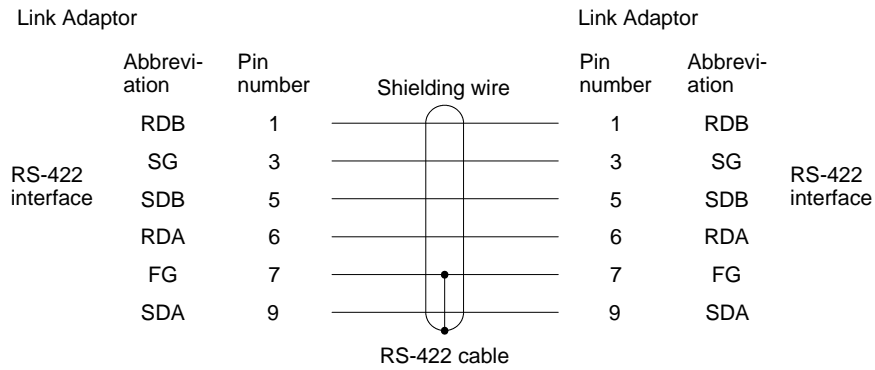 Link Adaptor Link Adaptor
Abbrevi-
ation Pin
number Shielding wire Pin
number Abbrevi-
ation
RDB 1 1 RDB
SG 3 3 SG
RS-422
interface RS-422
interface
SDB 5 5 SDB
RDA 6 6 RDA
FG 7 7 FG
SDA 9 9 SDA
RS-422 cable